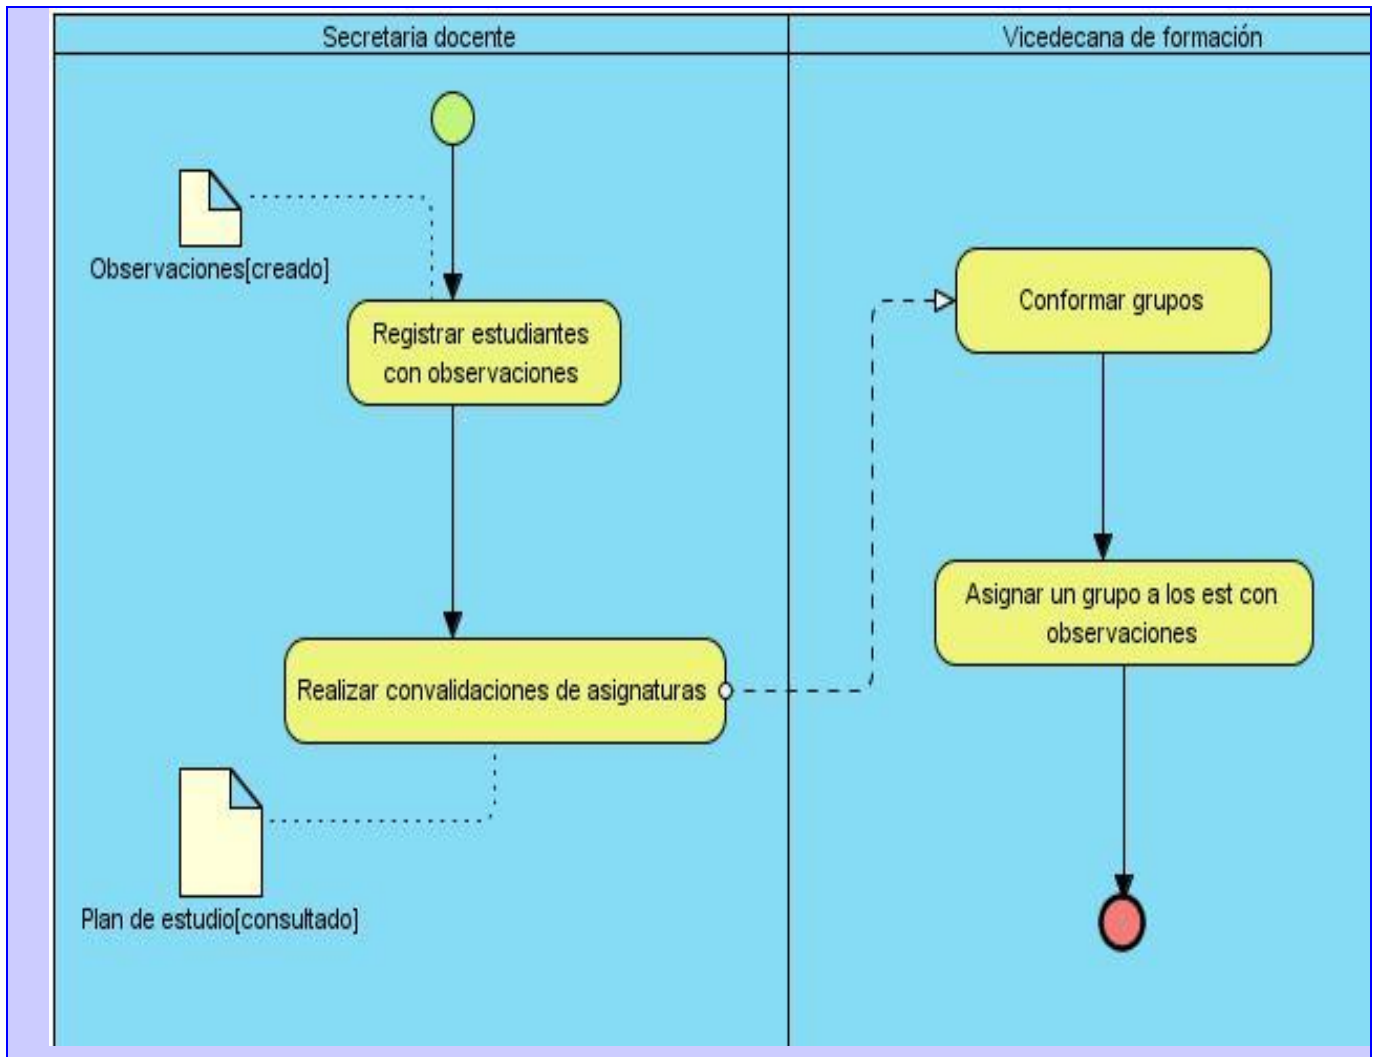 Secretaria docente
Vicedecana de formación
Observaciones[creado]
Registrar estudiantes
con observaciones
Realizar convalidaciones de asignaturas
Plan de estudio[consultado]
Conformar grupos
Asignar un grupo a los est con
observaciones